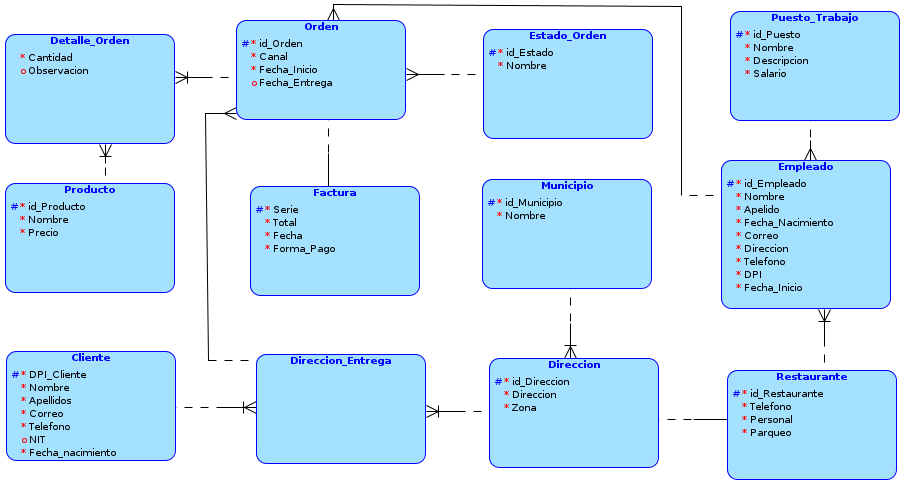 Detalle_Orden
* Cantidad
o Observacion
Orden
# * id_Orden
* Canal
* Fecha_Inicio
o Fecha_Entrega
Estado_Orden
# * id_Estado
* Nombre
Puesto_Trabajo
# * id_Puesto
* Nombre
* Descripcion
* Salario
Producto
# * id_Producto
* Nombre
* Precio
Factura
# * Serie
* Total
* Fecha
* Forma_Pago
Municipio
# * id_Municipio
* Nombre
Empleado
# * id_Empleado
* Nombre
* Apelido
* Fecha_Nacimiento
* Correo
* Direccion
* Telefono
* DPI
* Fecha_Inicio
Cliente
# * DPI_Cliente
* Nombre
* Apellidos
* Correo
* Telefono
o NIT
* Fecha_nacimiento
Direccion_Entrega
Direccion
# * id_Direccion
* Direccion
* Zona
Restaurante
# * id_Restaurante
* Telefono
* Personal
* Parqueo